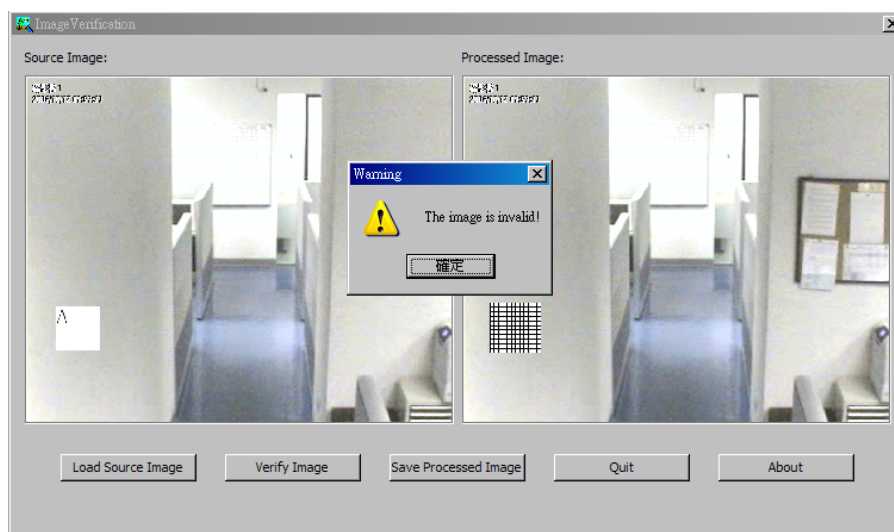 ImageVerification
Source Image:
Processed Image:
Warning
The image is invalid!
確定
Load Source Image
Verify Image
Save Processed Image
Quit
About